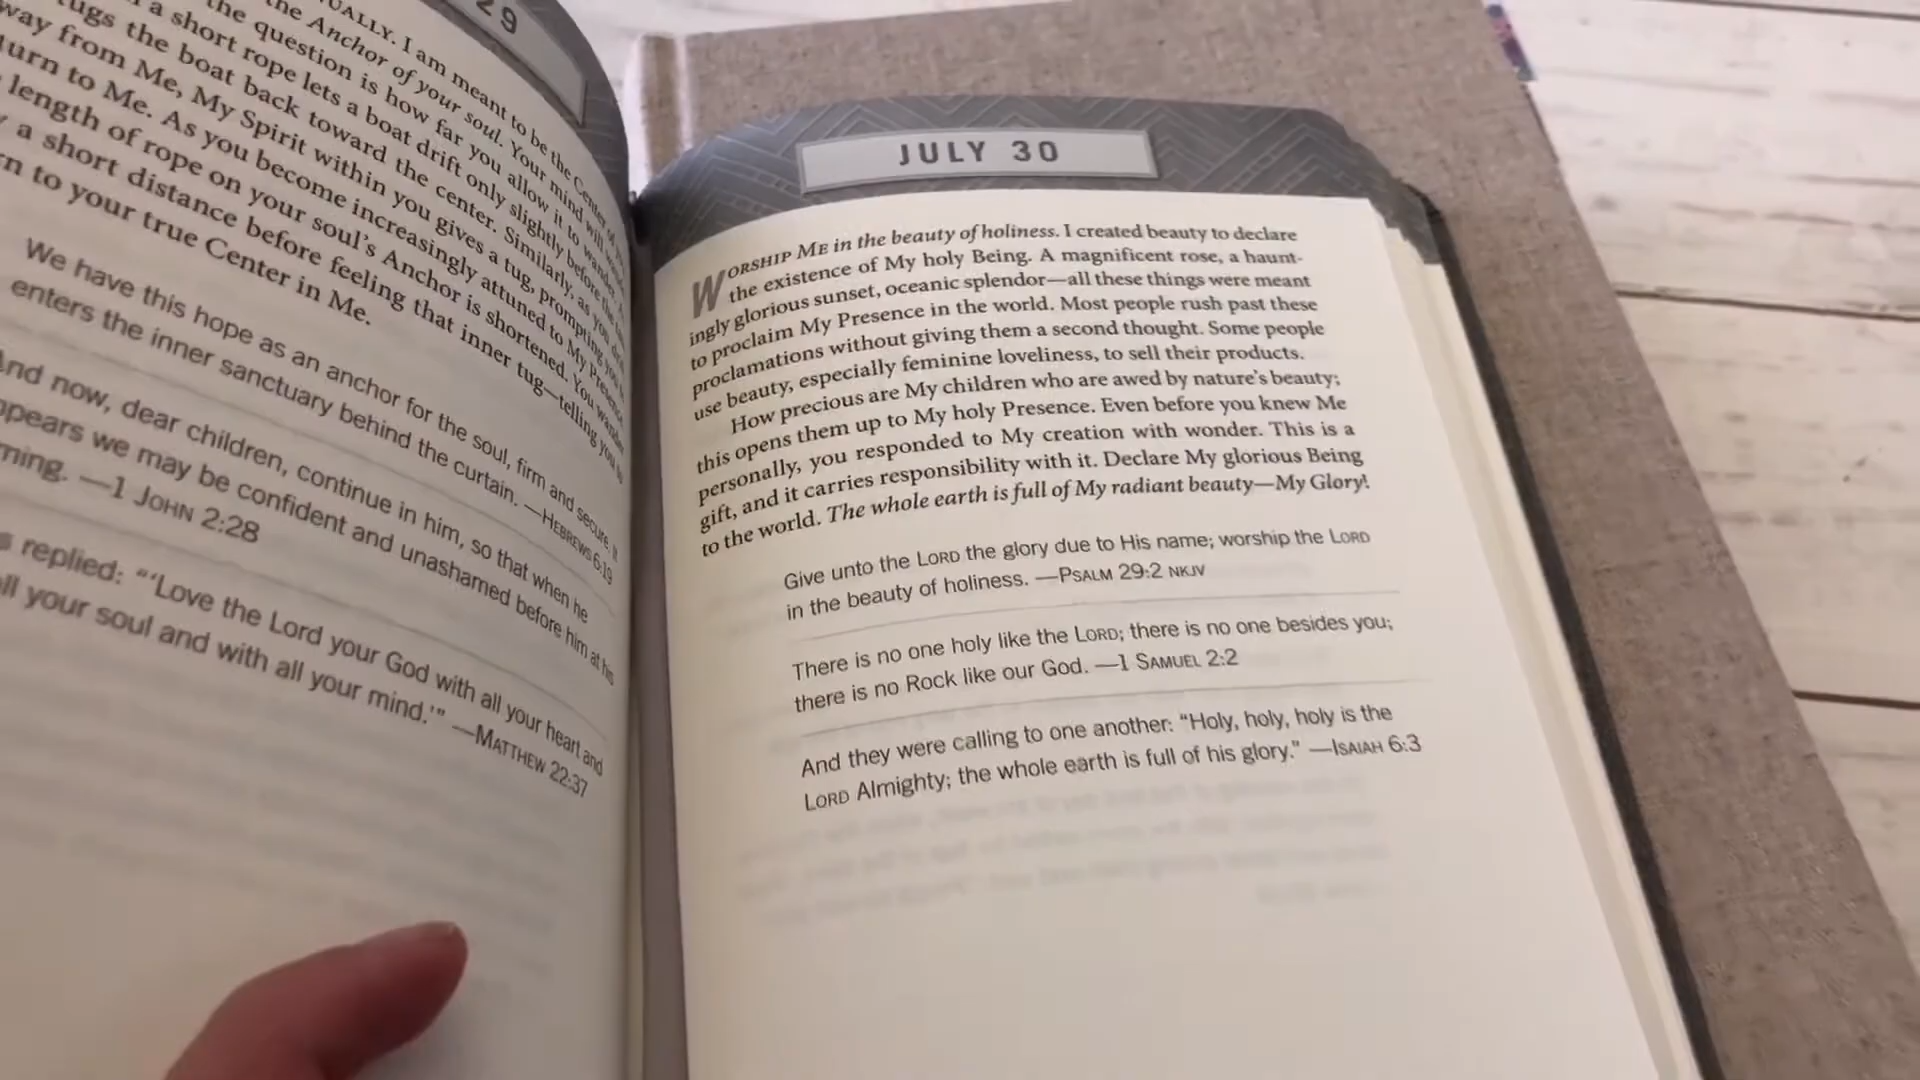 29
TUALLY. I am meant to be the Center of
the Anchor of your soul. Your mind will
the question is how far you allow it to wander. A
a short rope lets a boat drift only slightly before the
tugs the boat back toward the center. Similarly, as you
way from Me, My Spirit within you gives a tug, prompting you
turn to Me. As you become increasingly attuned to My Presence
length of rope on your soul's Anchor is shortened. You wander
a short distance before feeling that inner tug—telling you to
rn to your true Center in Me.
We have this hope as an anchor for the soul, firm and secure. It
enters the inner sanctuary behind the curtain. —HEBREWS 6:19
And now, dear children, continue in him, so that when he
ppears we may be confident and unashamed before him at his
ming. —1 JOHN 2:28
s replied: “‘Love the Lord your God with all your heart and
ll your soul and with all your mind.’” —MATTHEW 22:37
JULY 30
WORSHIP ME in the beauty of holiness. I created beauty to declare
the existence of My holy Being. A magnificent rose, a haunt-
ingly glorious sunset, oceanic splendor—all these things were meant
to proclaim My Presence in the world. Most people rush past these
proclamations without giving them a second thought. Some people
use beauty, especially feminine loveliness, to sell their products.
How precious are My children who are awed by nature's beauty;
this opens them up to My holy Presence. Even before you knew Me
personally, you responded to My creation with wonder. This is a
gift, and it carries responsibility with it. Declare My glorious Being
to the world. The whole earth is full of My radiant beauty—My Glory!
Give unto the LORD the glory due to His name; worship the LORD
in the beauty of holiness. —PSALM 29:2 NKJV
There is no one holy like the LORD; there is no one besides you;
there is no Rock like our God. —1 SAMUEL 2:2
And they were calling to one another: “Holy, holy, holy is the
LORD Almighty; the whole earth is full of his glory.” —ISAIAH 6:3